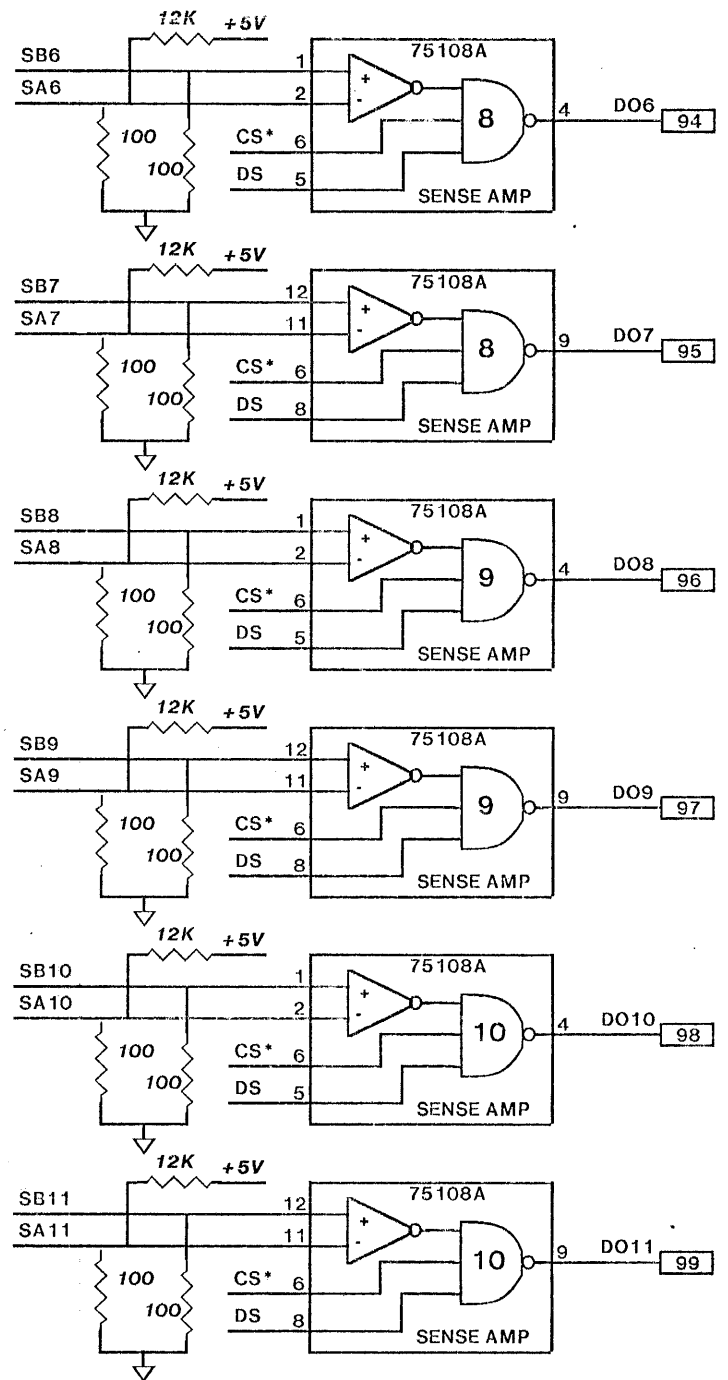 12K +5V
75108A
SB6 1
SA6 2
+
-
8
4 DO6 94
100 CS* 6
100 DS 5
SENSE AMP
12K +5V
75108A
SB7 12
SA7 11
+
-
8
9 DO7 95
100 CS* 6
100 DS 8
SENSE AMP
12K +5V
75108A
SB8 1
SA8 2
+
-
9
4 DO8 96
100 CS* 6
100 DS 5
SENSE AMP
12K +5V
75108A
SB9 12
SA9 11
+
-
9
9 DO9 97
100 CS* 6
100 DS 8
SENSE AMP
12K +5V
75108A
SB10 1
SA10 2
+
-
10
4 DO10 98
100 CS* 6
100 DS 5
SENSE AMP
12K +5V
75108A
SB11 12
SA11 11
+
-
10
9 DO11 99
100 CS* 6
100 DS 8
SENSE AMP